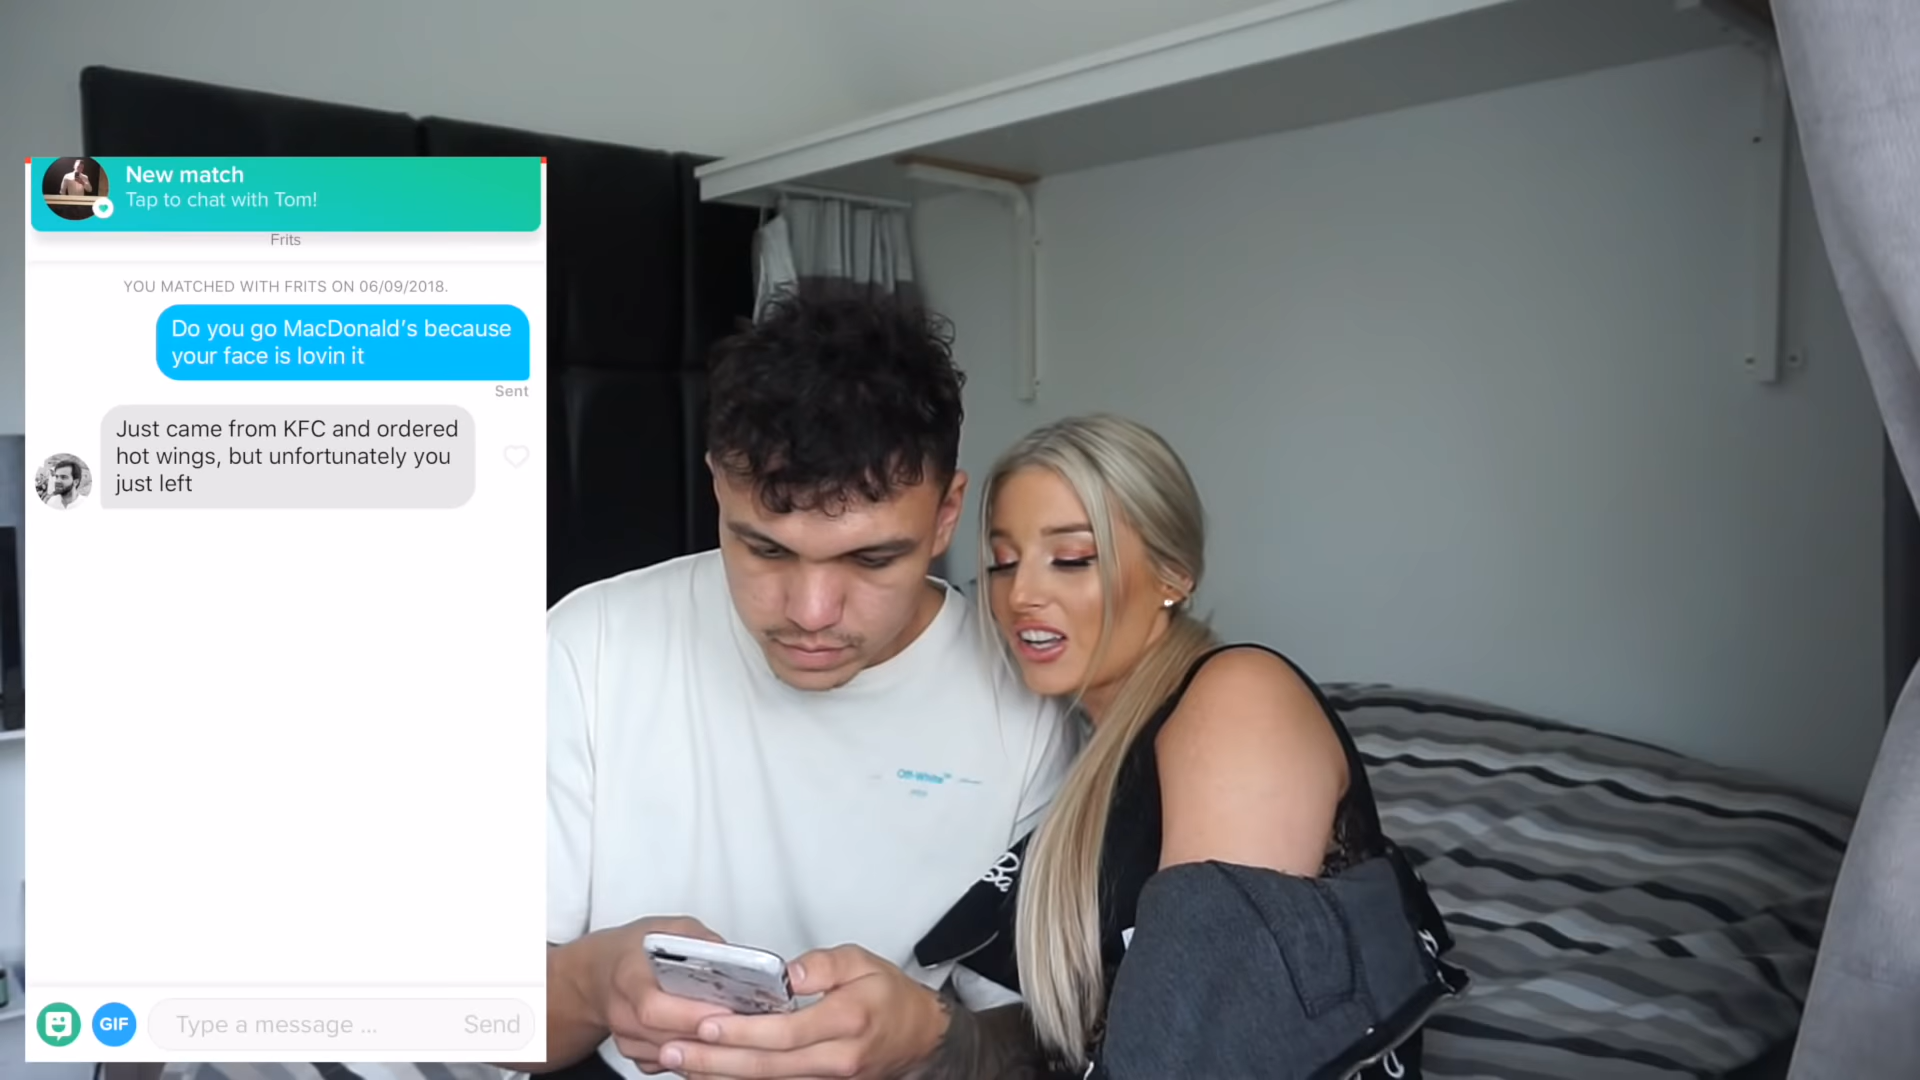 New match
Tap to chat with Tom!
Frits
YOU MATCHED WITH FRITS ON 06/09/2018.
Do you go MacDonald's because
your face is lovin it
Sent
Just came from KFC and ordered
hot wings, but unfortunately you
just left
GIF
Type a message ...
Send
Off-White™